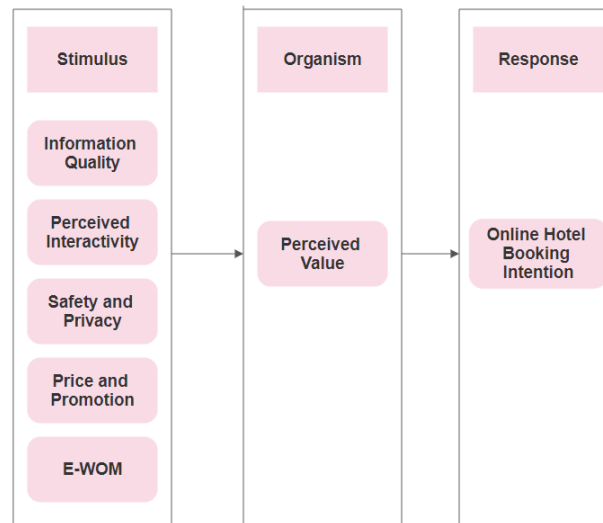 Stimulus
Information
Quality
Perceived
Interactivity
Safety and
Privacy
Price and
Promotion
E-WOM
Organism
Perceived
Value
Response
Online Hotel
Booking
Intention